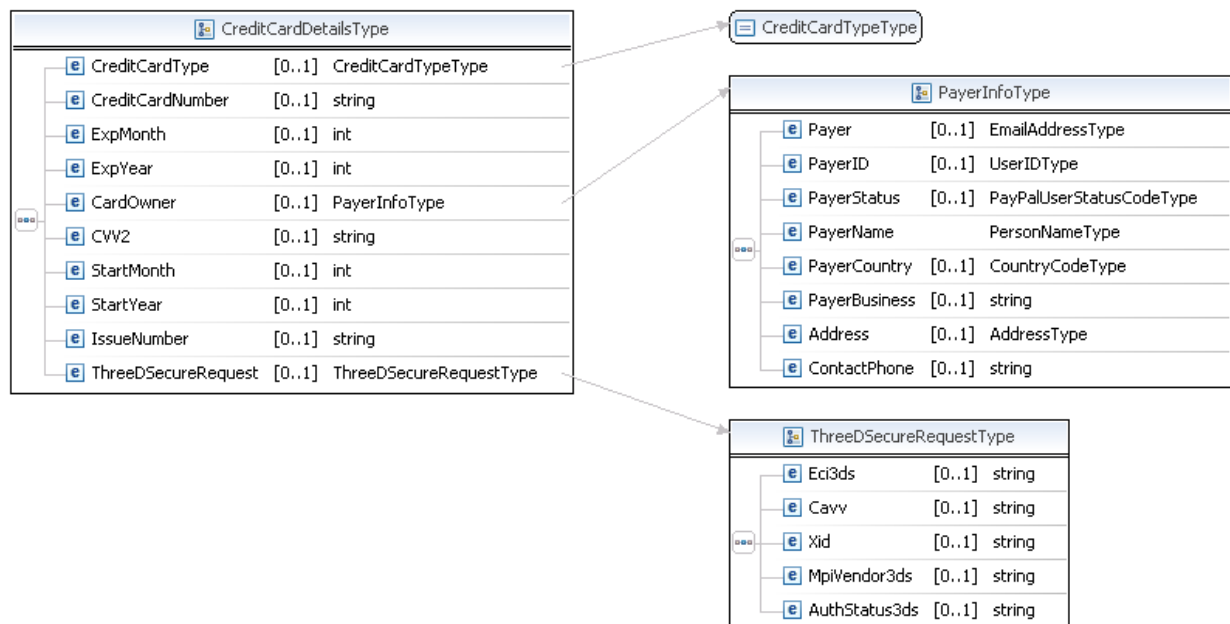 CreditCardDetailsType
e CreditCardType [0..1] CreditCardTypeType
e CreditCardNumber [0..1] string
e ExpMonth [0..1] int
e ExpYear [0..1] int
e CardOwner [0..1] PayerInfoType
e CVV2 [0..1] string
e StartMonth [0..1] int
e StartYear [0..1] int
e IssueNumber [0..1] string
e ThreeDSecureRequest [0..1] ThreeDSecureRequestType
CreditCardTypeType
PayerInfoType
e Payer [0..1] EmailAddressType
e PayerID [0..1] UserIDType
e PayerStatus [0..1] PayPalUserStatusCodeType
e PayerName PersonNameType
e PayerCountry [0..1] CountryCodeType
e PayerBusiness [0..1] string
e Address [0..1] AddressType
e ContactPhone [0..1] string
ThreeDSecureRequestType
e Eci3ds [0..1] string
e Cavv [0..1] string
e Xid [0..1] string
e MpiVendor3ds [0..1] string
e AuthStatus3ds [0..1] string